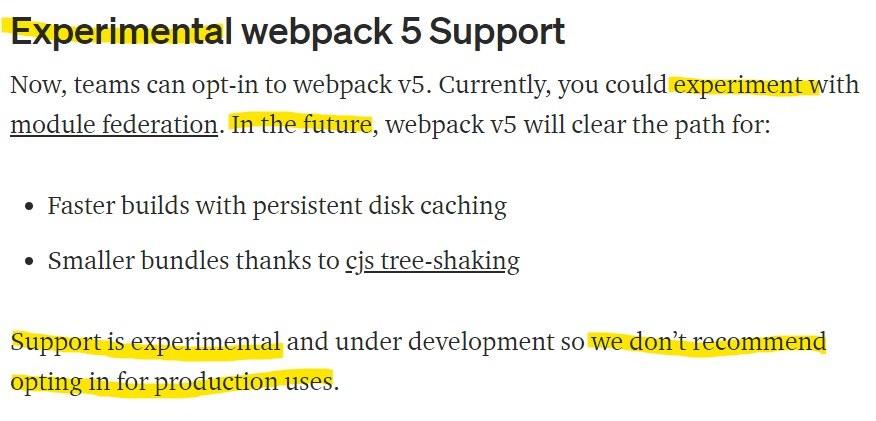 Experimental webpack 5 Support
Now, teams can opt-in to webpack v5. Currently, you could experiment with
module federation. In the future, webpack v5 will clear the path for:
• Faster builds with persistent disk caching
• Smaller bundles thanks to cjs tree-shaking
Support is experimental and under development so we don’t recommend
opting in for production uses.